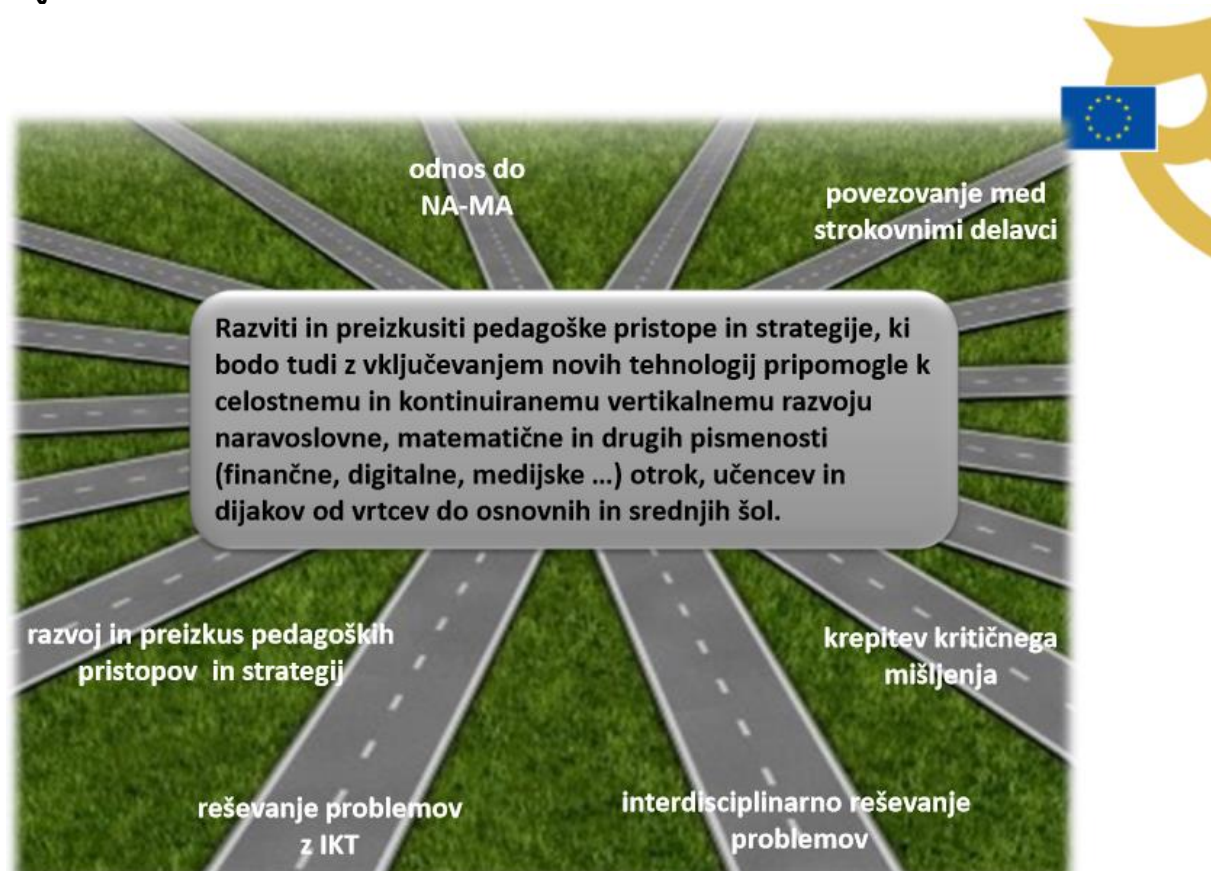 odnos do
NA-MA
povezovanje med
strokovnimi delavci
Razviti in preizkusiti pedagoške pristope in strategije, ki
bodo tudi z vključevanjem novih tehnologij pripomogle k
celostnemu in kontinuiranemu vertikalnemu razvoju
naravoslovne, matematične in drugih pismenosti
(finančne, digitalne, medijske …) otrok, učencev in
dijakov od vrtcev do osnovnih in srednjih šol.
razvoj in preizkus pedagoških
pristopov in strategij
krepitev kritičnega
mišljenja
reševanje problemov
z IKT
interdisciplinarno reševanje
problemov